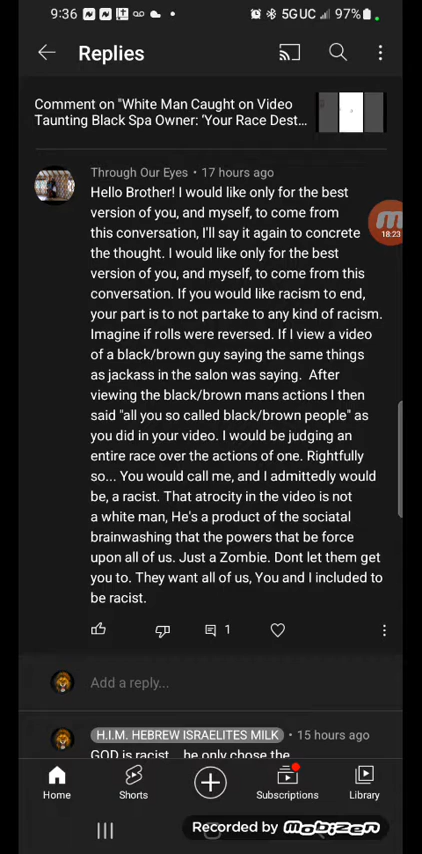 9:36
5GUC 97%
Replies
Comment on "White Man Caught on Video
Taunting Black Spa Owner: 'Your Race Dest...
Through Our Eyes • 17 hours ago
Hello Brother! I would like only for the best
version of you, and myself, to come from
this conversation, I'll say it again to concrete
the thought. I would like only for the best
version of you, and myself, to come from this
conversation. If you would like racism to end,
your part is to not partake to any kind of racism.
Imagine if rolls were reversed. If I view a video
of a black/brown guy saying the same things
as jackass in the salon was saying.  After
viewing the black/brown mans actions I then
said "all you so called black/brown people" as
you did in your video. I would be judging an
entire race over the actions of one. Rightfully
so... You would call me, and I admittedly would
be, a racist. That atrocity in the video is not
a white man, He's a product of the sociatal
brainwashing that the powers that be force
upon all of us. Just a Zombie. Dont let them get
you to. They want all of us, You and I included to
be racist.
18:23
1
Add a reply...
H.I.M. HEBREW ISRAELITES MILK • 15 hours ago
GOD is racist... he only chose the
Home
Shorts
Subscriptions
Library
Recorded by mobizen